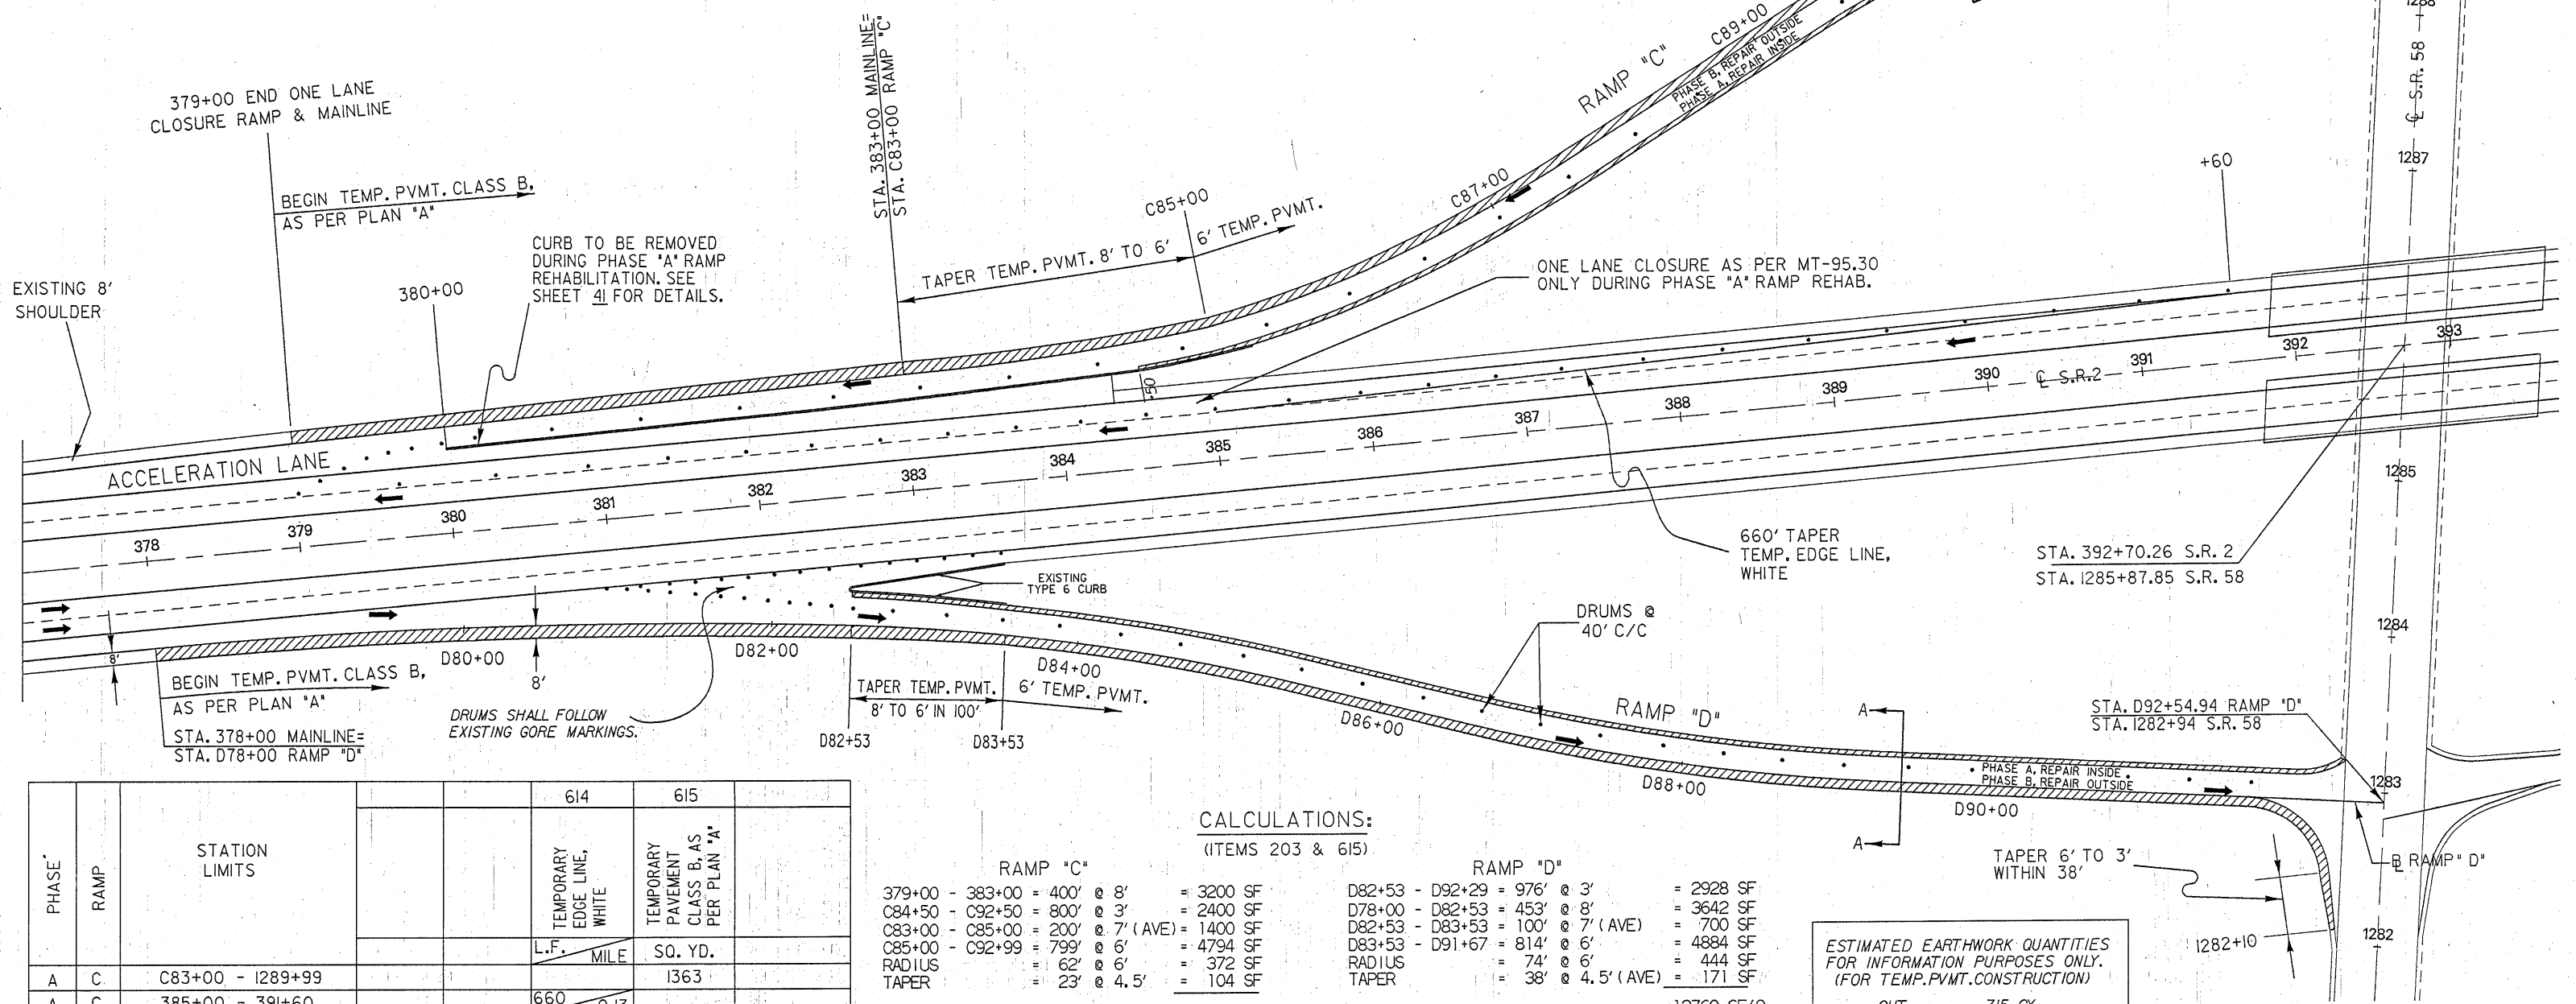 379+00 END ONE LANE
CLOSURE RAMP & MAINLINE
BEGIN TEMP. PVMT. CLASS B,
AS PER PLAN "A"
EXISTING 8'
SHOULDER
380+00
CURB TO BE REMOVED
DURING PHASE "A" RAMP
REHABILITATION. SEE
SHEET 41 FOR DETAILS.
STA. 383+00 MAINLINE=
STA. C83+00 RAMP "C"
TAPER TEMP. PVMT. 8' TO 6'
C85+00
6' TEMP. PVMT.
C87+00
RAMP "C"
C89+00
PHASE B, REPAIR OUTSIDE
PHASE A, REPAIR INSIDE
ONE LANE CLOSURE AS PER MT-95.30
ONLY DURING PHASE "A" RAMP REHAB.
+60
1288
℄ S.R. 58
1287
ACCELERATION LANE
50
378
379
380
381
382
383
384
385
386
387
388
389
390
℄ S.R.2
391
392
393
1285
660' TAPER
TEMP. EDGE LINE,
WHITE
STA. 392+70.26 S.R. 2
STA. 1285+87.85 S.R. 58
1284
EXISTING
TYPE 6 CURB
DRUMS @
40' C/C
8'
BEGIN TEMP. PVMT. CLASS B,
AS PER PLAN "A"
STA. 378+00 MAINLINE=
STA. D78+00 RAMP "D"
D80+00
8'
D82+00
DRUMS SHALL FOLLOW
EXISTING GORE MARKINGS.
TAPER TEMP. PVMT.
8' TO 6' IN 100'
D82+53
D83+53
D84+00
6' TEMP. PVMT.
D86+00
RAMP "D"
D88+00
A
A
PHASE A, REPAIR INSIDE
PHASE B, REPAIR OUTSIDE
D90+00
STA. D92+54.94 RAMP "D"
STA. 1282+94 S.R. 58
1283
℄ RAMP "D"
TAPER 6' TO 3'
WITHIN 38'
1282+10
1282
PHASE
RAMP
STATION
LIMITS
614
TEMPORARY
EDGE LINE,
WHITE
615
TEMPORARY
PAVEMENT
CLASS B, AS
PER PLAN "A"
L.F. MILE
SQ. YD.
A C C83+00 - 1289+99 1363
A C 385+00 - 391+60 660
CALCULATIONS:
(ITEMS 203 & 615)
RAMP "C"
379+00 - 383+00 = 400' @ 8' = 3200 SF
C84+50 - C92+50 = 800' @ 3' = 2400 SF
C83+00 - C85+00 = 200' @ 7' (AVE) = 1400 SF
C85+00 - C92+99 = 799' @ 6' = 4794 SF
RADIUS = 62' @ 6' = 372 SF
TAPER = 23' @ 4.5' = 104 SF
RAMP "D"
D82+53 - D92+29 = 976' @ 3' = 2928 SF
D78+00 - D82+53 = 453' @ 8' = 3642 SF
D82+53 - D83+53 = 100' @ 7' (AVE) = 700 SF
D83+53 - D91+67 = 814' @ 6' = 4884 SF
RADIUS = 74' @ 6' = 444 SF
TAPER = 38' @ 4.5' (AVE) = 171 SF
ESTIMATED EARTHWORK QUANTITIES
FOR INFORMATION PURPOSES ONLY.
(FOR TEMP. PVMT. CONSTRUCTION)